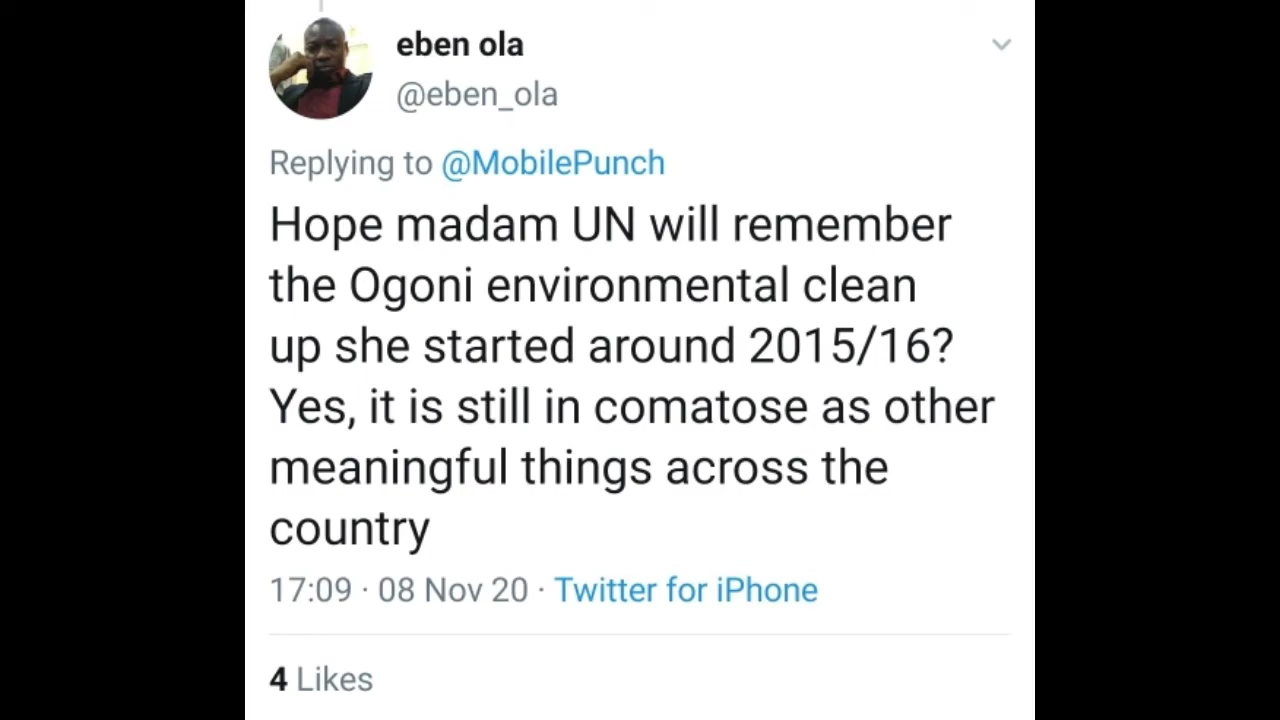 eben ola
@eben_ola
Replying to @MobilePunch
Hope madam UN will remember
the Ogoni environmental clean
up she started around 2015/16?
Yes, it is still in comatose as other
meaningful things across the
country
17:09 · 08 Nov 20 · Twitter for iPhone
4 Likes